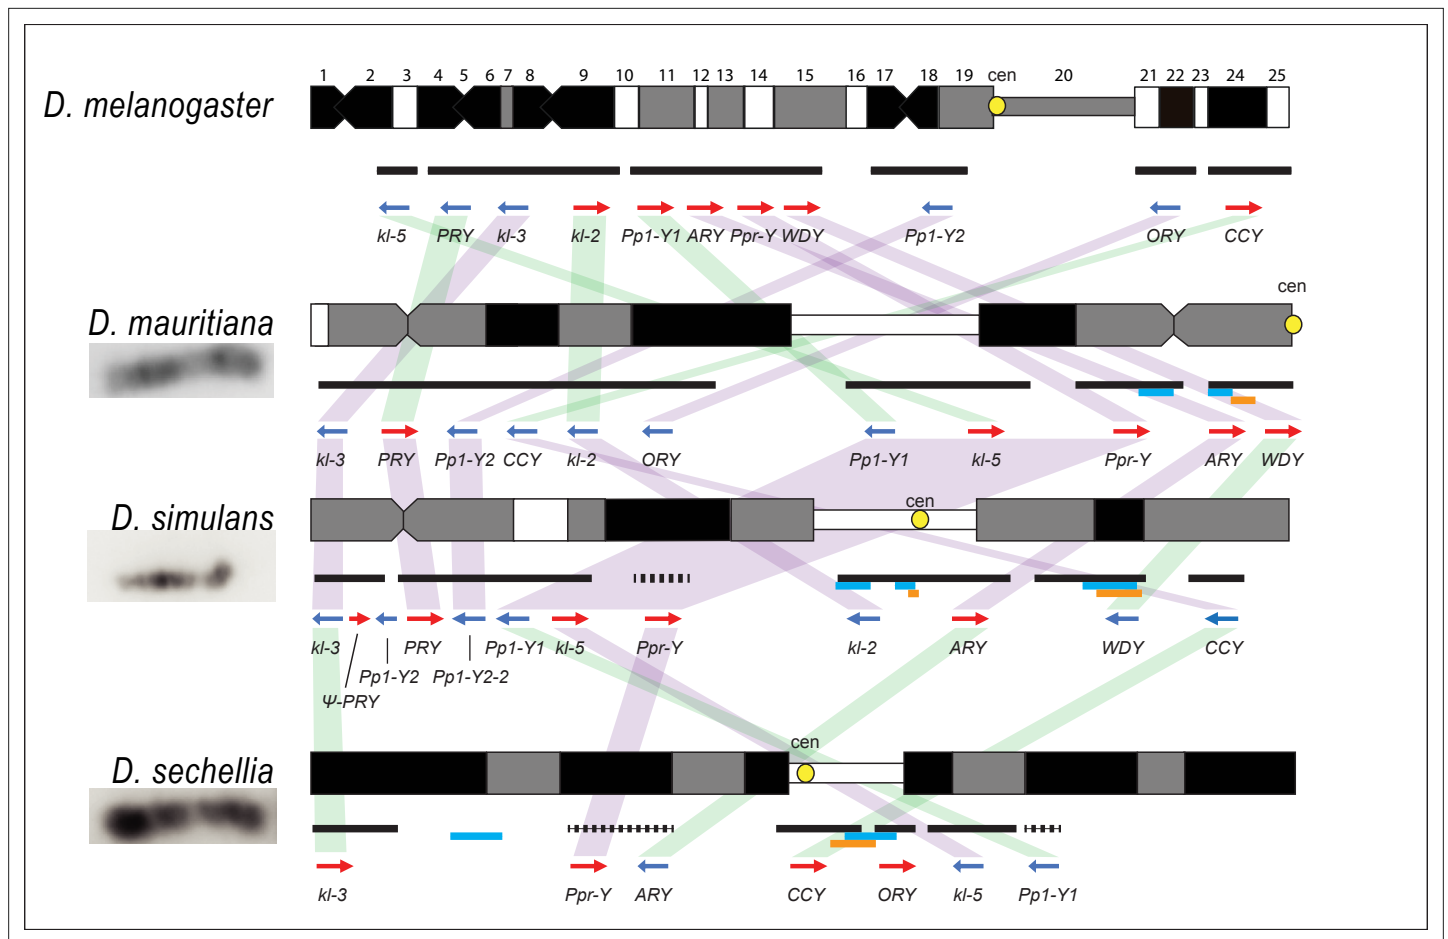 1 2 3 4 5 6 7 8 9 10 11 12 13 14 15 16 17 18 19 cen 20 21 22 23 24 25
D. melanogaster
kl-5 PRY kl-3 kl-2 Pp1-Y1 ARY Ppr-Y WDY Pp1-Y2 ORY CCY
cen
D. mauritiana
kl-3 PRY Pp1-Y2 CCY kl-2 ORY Pp1-Y1 kl-5 Ppr-Y ARY WDY
cen
D. simulans
kl-3 PRY Pp1-Y1 kl-5 Ppr-Y kl-2 ARY WDY CCY
Pp1-Y2 Pp1-Y2-2
Ψ-PRY
cen
D. sechellia
kl-3 Ppr-Y ARY CCY ORY kl-5 Pp1-Y1